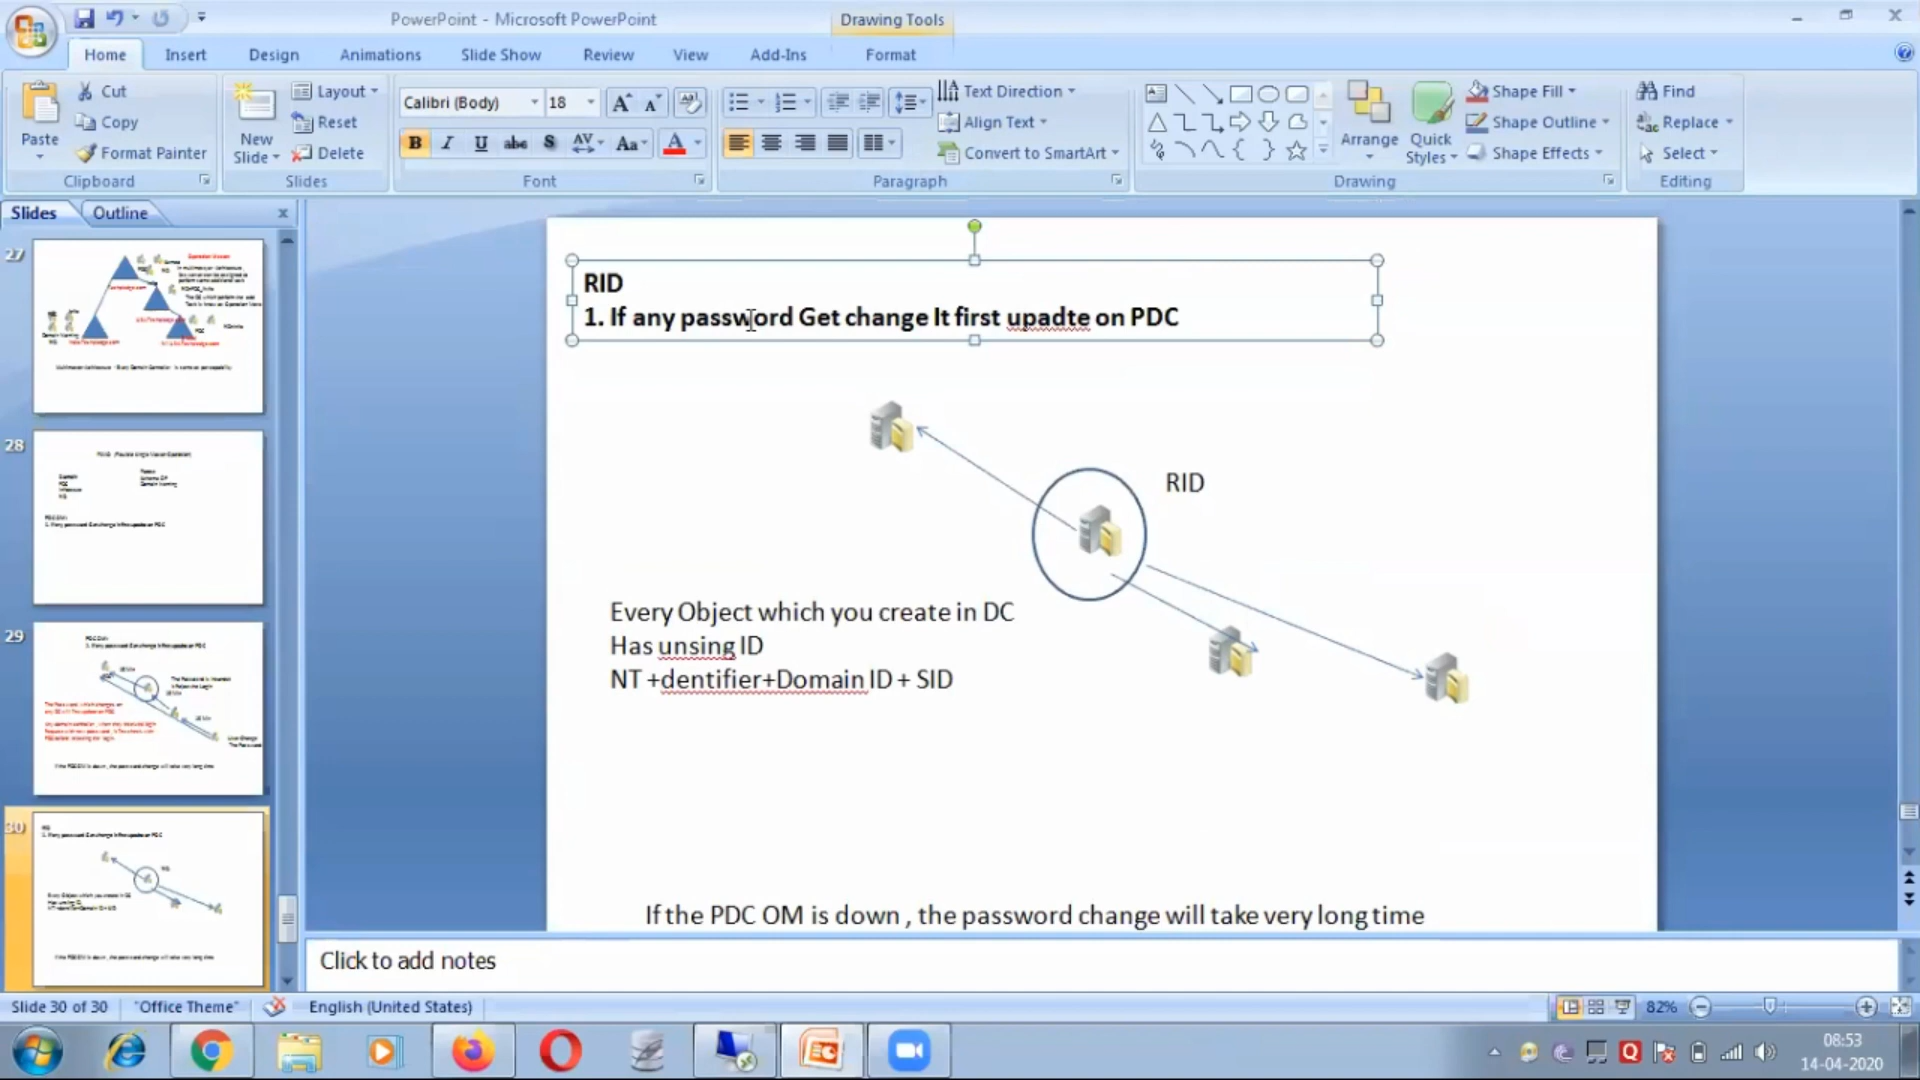 PowerPoint - Microsoft PowerPoint
Drawing Tools
Home
Insert
Design
Animations
Slide Show
Review
View
Add-Ins
Format
Paste
Cut
Copy
Format Painter
Clipboard
New
Slide
Layout
Reset
Delete
Slides
Calibri (Body)
18
B I U abc S AV Aa A
Font
Text Direction
Align Text
Convert to SmartArt
Paragraph
Arrange
Quick
Styles
Shape Fill
Shape Outline
Shape Effects
Drawing
Find
Replace
Select
Editing
Slides
Outline
27
28
29
30
RID
1. If any password Get change It first upadte on PDC
RID
Every Object which you create in DC
Has unsing ID
NT +dentifier+Domain ID + SID
If the PDC OM is down , the password change will take very long time
Click to add notes
Slide 30 of 30
"Office Theme"
English (United States)
82%
08:53
14-04-2020